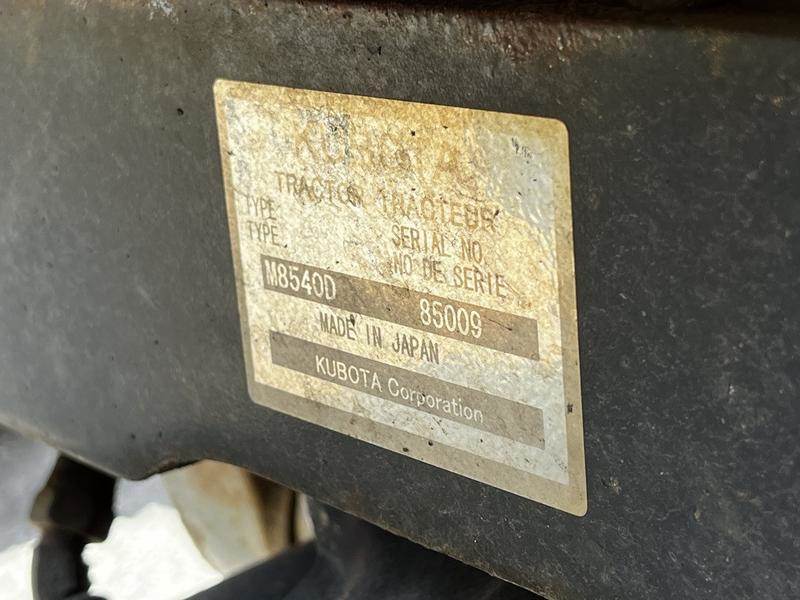 KUBOTA
TRACTOR TRACTEUR
TYPE SERIAL NO.
TYPE NO DE SERIE
M8540D 85009
MADE IN JAPAN
KUBOTA Corporation